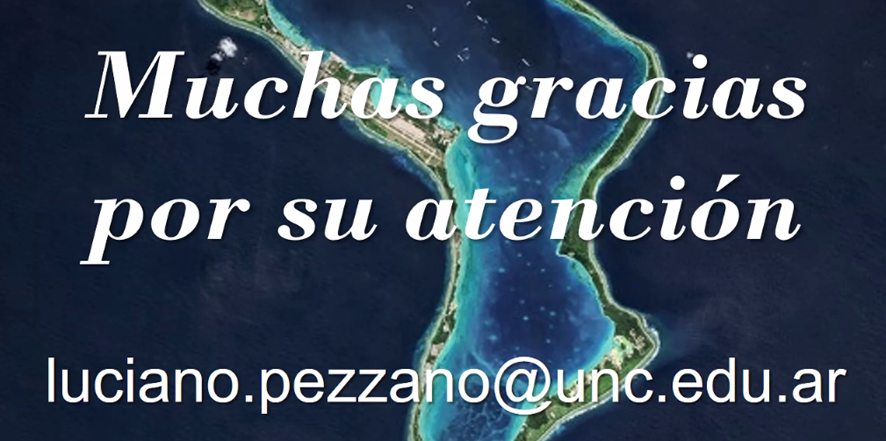 Muchas gracias
por su atención
luciano.pezzano@unc.edu.ar